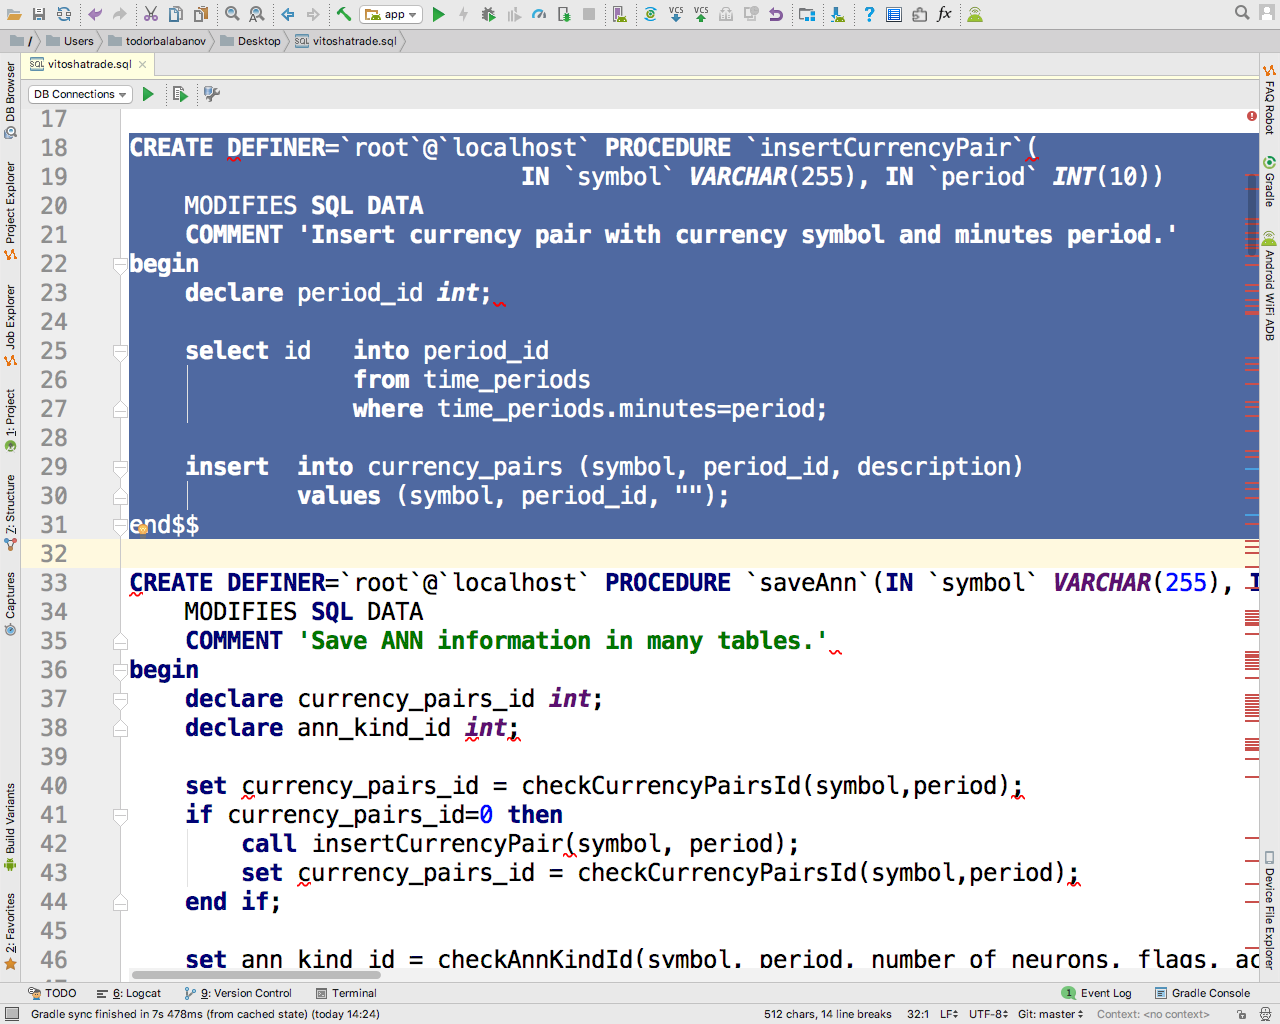 app
VCS
VCS
/
Users
todorbalabanov
Desktop
vitoshatrade.sql
vitoshatrade.sql
DB Connections
DB Browser
Project Explorer
Job Explorer
1: Project
7: Structure
Captures
Build Variants
2: Favorites
17
18 CREATE DEFINER=`root`@`localhost` PROCEDURE `insertCurrencyPair`(
19 IN `symbol` VARCHAR(255), IN `period` INT(10))
20 MODIFIES SQL DATA
21 COMMENT 'Insert currency pair with currency symbol and minutes period.'
22 begin
23 declare period_id int;
24
25 select id into period_id
26 from time_periods
27 where time_periods.minutes=period;
28
29 insert into currency_pairs (symbol, period_id, description)
30 values (symbol, period_id, "");
31 end$$
32
33 CREATE DEFINER=`root`@`localhost` PROCEDURE `saveAnn`(IN `symbol` VARCHAR(255), I
34 MODIFIES SQL DATA
35 COMMENT 'Save ANN information in many tables.'
36 begin
37 declare currency_pairs_id int;
38 declare ann_kind_id int;
39
40 set currency_pairs_id = checkCurrencyPairsId(symbol,period);
41 if currency_pairs_id=0 then
42 call insertCurrencyPair(symbol, period);
43 set currency_pairs_id = checkCurrencyPairsId(symbol,period);
44 end if;
45
46 set ann_kind_id = checkAnnKindId(symbol, period, number_of_neurons, flags, ac
FAQ Robot
Gradle
Android WiFi ADB
Device File Explorer
TODO
6: Logcat
9: Version Control
Terminal
1 Event Log
Gradle Console
Gradle sync finished in 7s 478ms (from cached state) (today 14:24)
512 chars, 14 line breaks
32:1
LF
UTF-8
Git: master
Context: <no context>